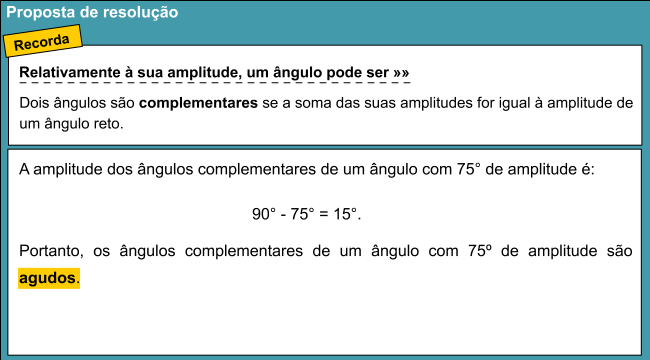 Proposta de resolução
Recorda
Relativamente à sua amplitude, um ângulo pode ser »»
Dois ângulos são complementares se a soma das suas amplitudes for igual à amplitude de
um ângulo reto.
A amplitude dos ângulos complementares de um ângulo com 75° de amplitude é:
90° - 75° = 15°.
Portanto, os ângulos complementares de um ângulo com 75º de amplitude são
agudos.